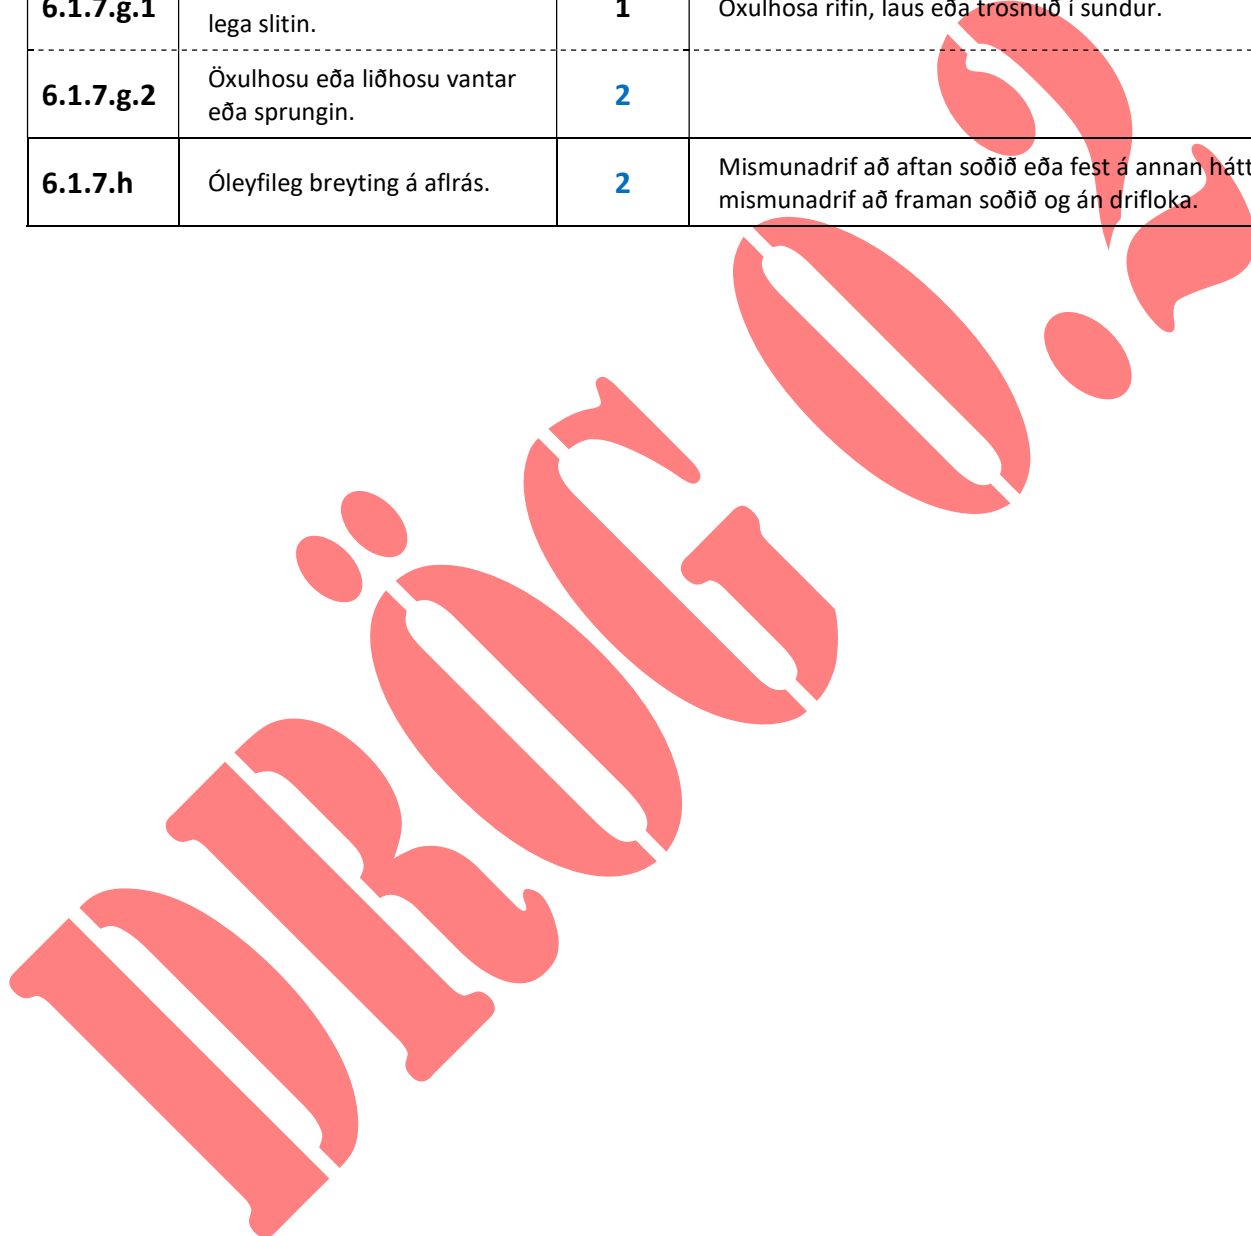 6.1.7.g.1 lega slitin. 1 Öxulhosa rifin, laus eða trosnuð í sundur.
6.1.7.g.2 Öxulhosu eða liðhosu vantar 2
eða sprungin.
6.1.7.h Óleyfileg breyting á aflrás. 2 Mismunadrif að aftan soðið eða fest á annan hátt
mismunadrif að framan soðið og án drifloka.
DRÖG 0.2